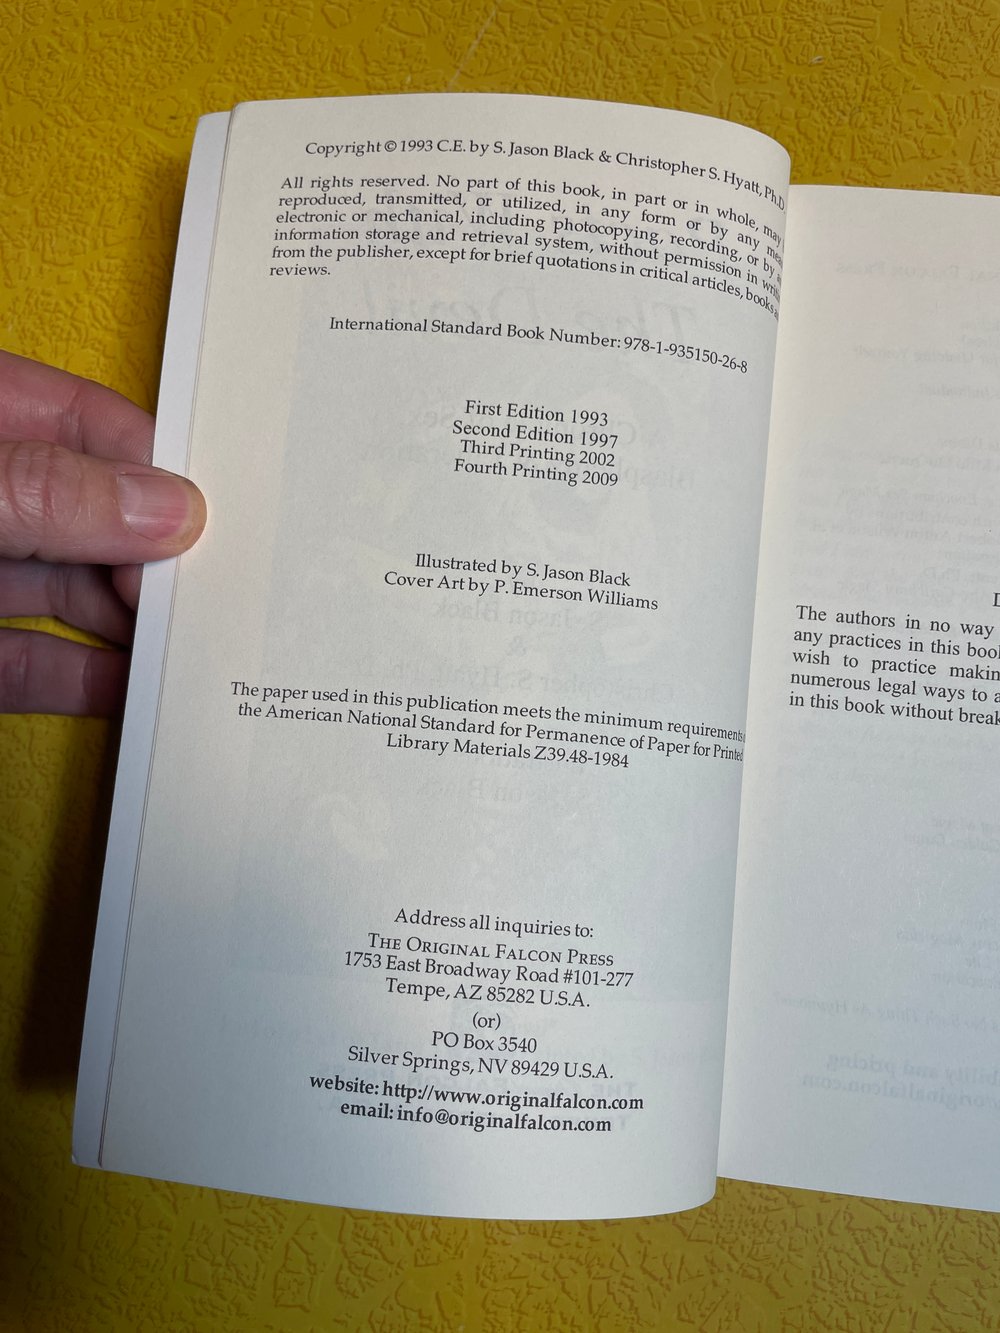 Copyright © 1993 C.E. by S. Jason Black & Christopher S. Hyatt, Ph.D.
All rights reserved. No part of this book, in part or in whole, may
reproduced, transmitted, or utilized, in any form or by any
electronic or mechanical, including photocopying, recording, or by
information storage and retrieval system, without permission in
from the publisher, except for brief quotations in critical articles, books
reviews.
International Standard Book Number: 978-1-935150-26-8
First Edition 1993
Second Edition 1997
Third Printing 2002
Fourth Printing 2009
Illustrated by S. Jason Black
Cover Art by P. Emerson Williams
The paper used in this publication meets the minimum requirements
the American National Standard for Permanence of Paper for Printed
Library Materials Z39.48-1984
Address all inquiries to:
THE ORIGINAL FALCON PRESS
1753 East Broadway Road #101-277
Tempe, AZ 85282 U.S.A.
(or)
PO Box 3540
Silver Springs, NV 89429 U.S.A.
website: http://www.originalfalcon.com
email: info@originalfalcon.com
The authors in no way
any practices in this book
wish to practice
numerous legal ways to
in this book without